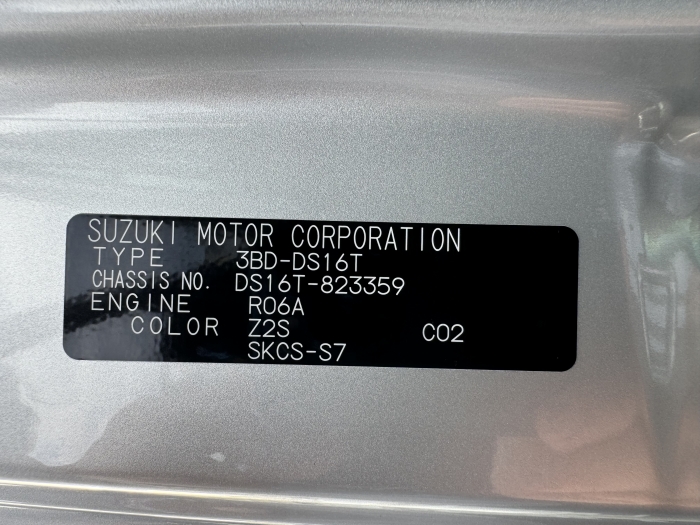 SUZUKI MOTOR CORPORATION
TYPE 3BD-DS16T
CHASSIS NO. DS16T-823359
ENGINE R06A
COLOR Z2S C02
SKCS-S7